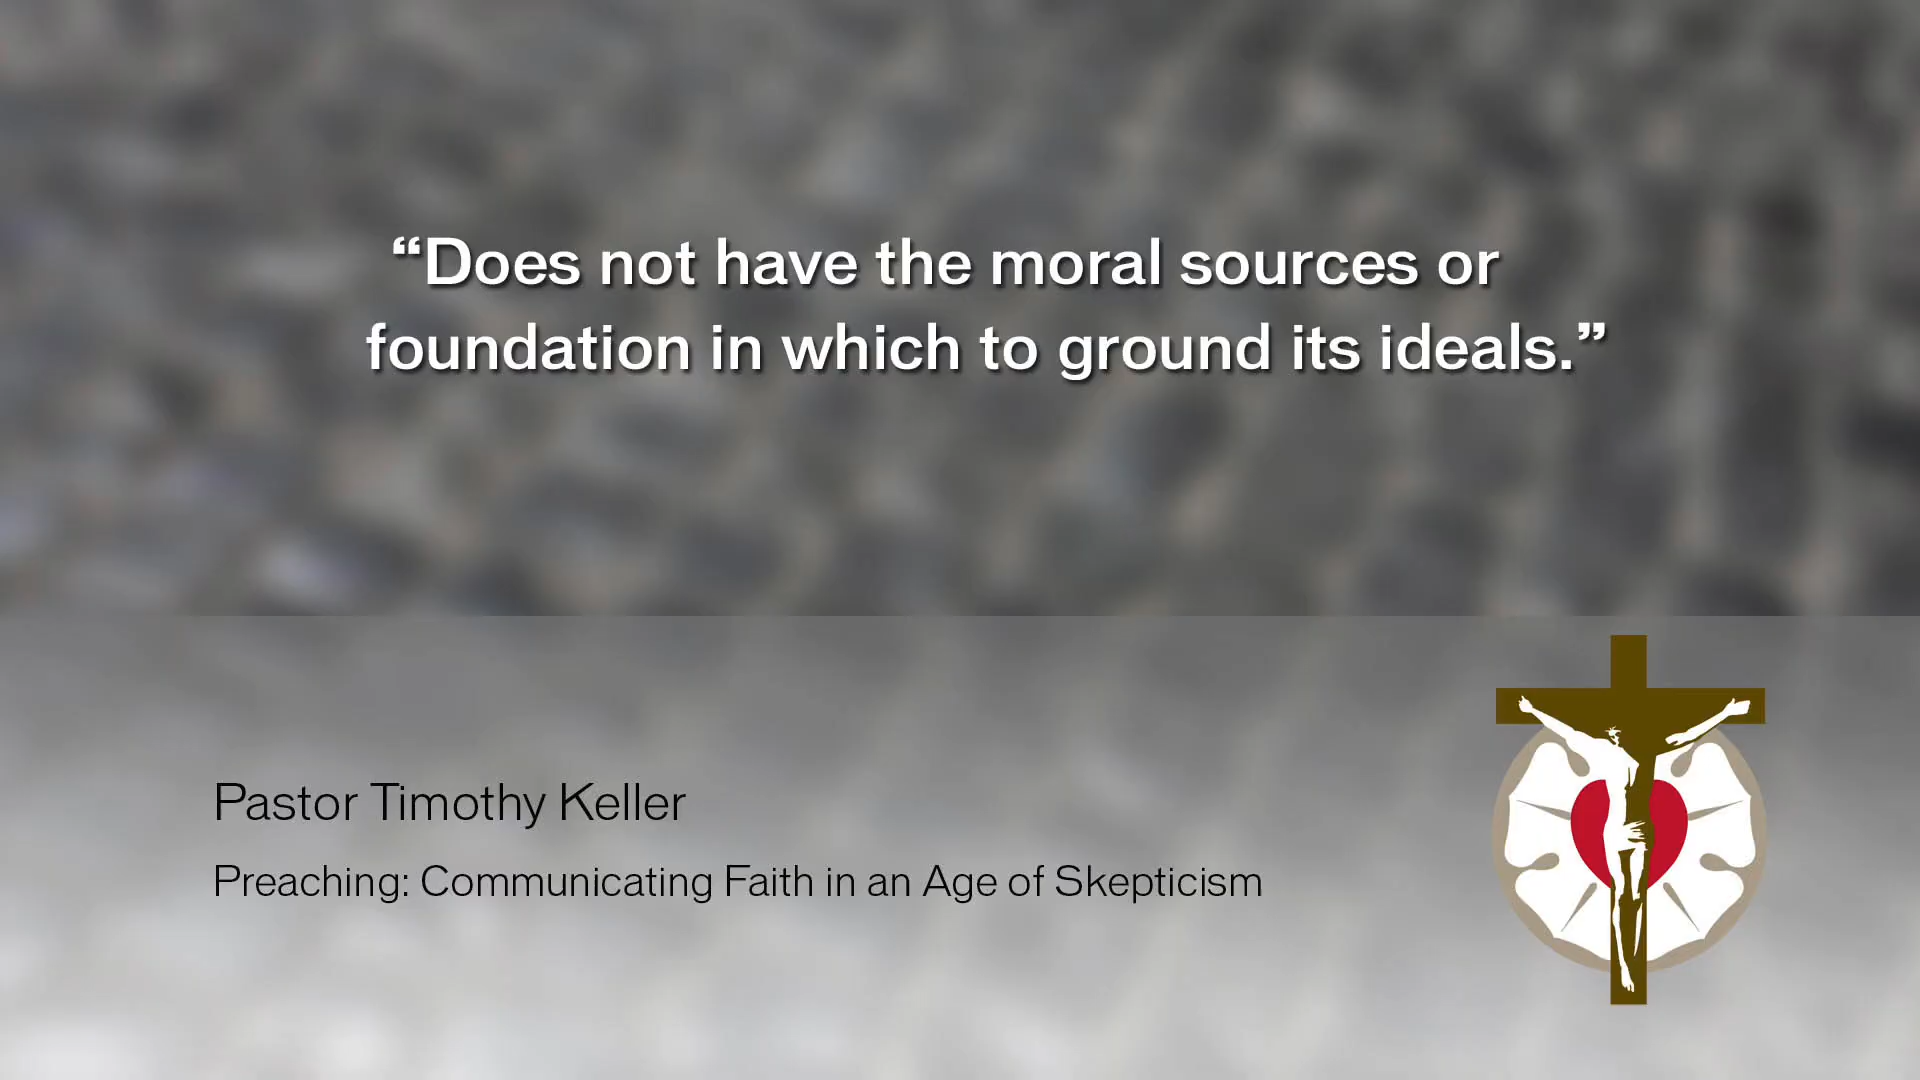 “Does not have the moral sources or
foundation in which to ground its ideals.”
Pastor Timothy Keller
Preaching: Communicating Faith in an Age of Skepticism